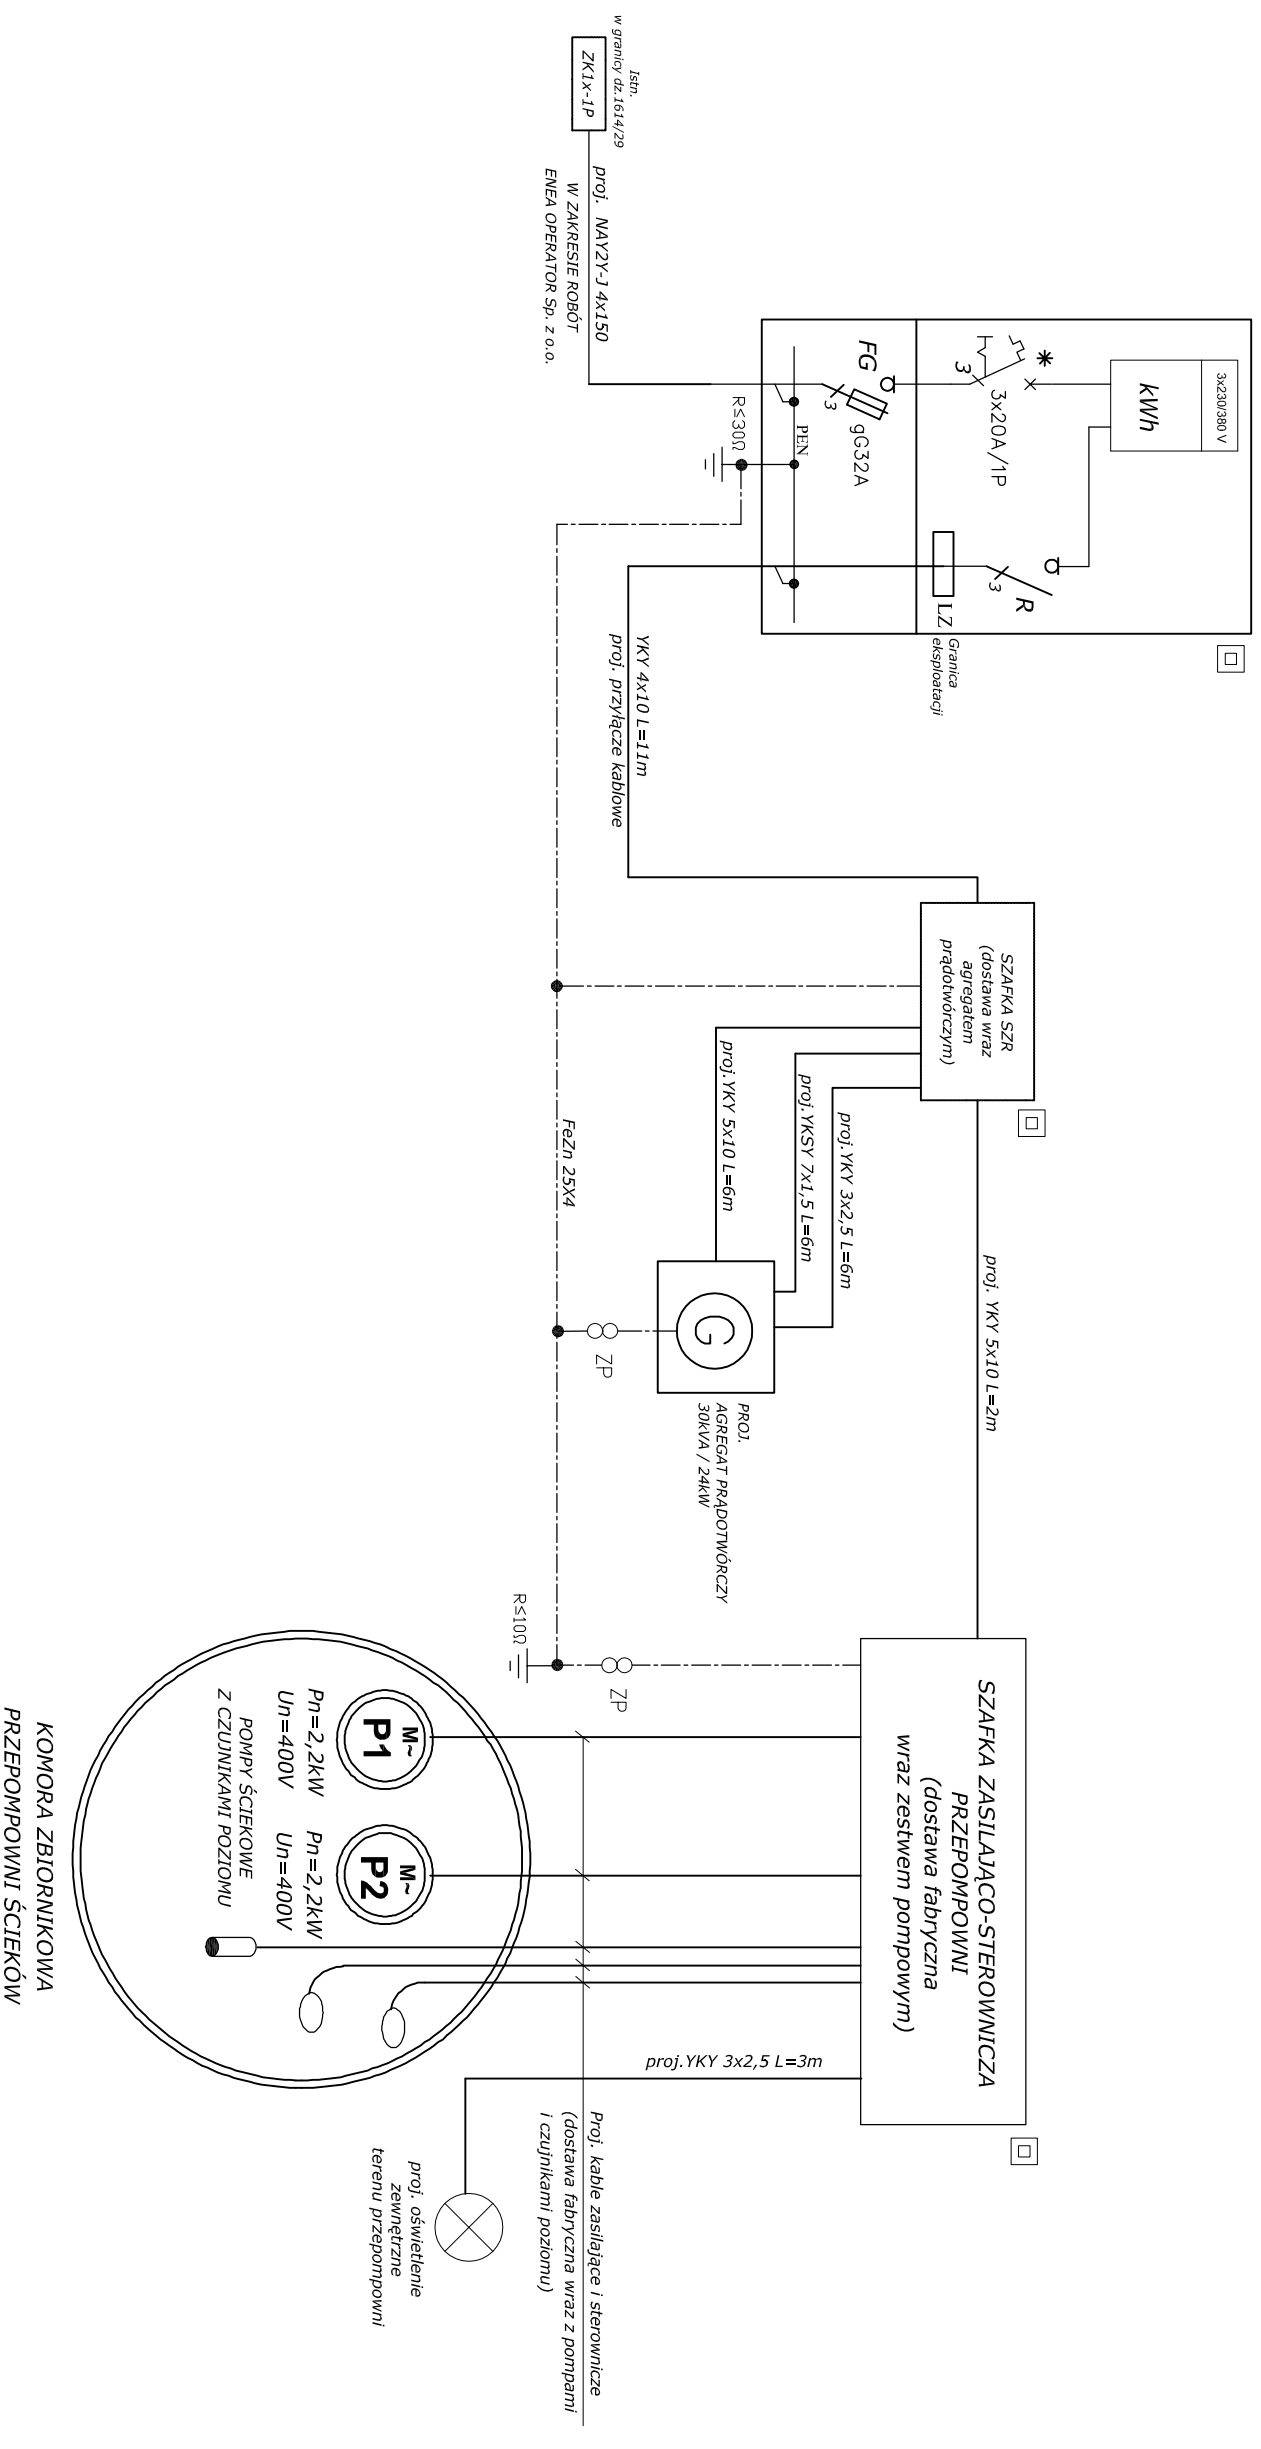 Istn.
w granicy dz.1614/29
ZK1x-1P
proj. NAY2Y-J 4x150
W ZAKRESIE ROBÓT
ENEA OPERATOR Sp. z o.o.
3x230/380 V
kWh
*
3
3x20A/1P
FG
3
gG32A
PEN
R≤30Ω
R
3
LZ
Granica
eksploatacji
YKY 4x10 L=11m
proj. przyłącze kablowe
SZAFKA SZR
(dostawa wraz
agregatem
prądotwórczym)
proj.YKY 3x2,5 L=6m
proj.YKSY 7x1,5 L=6m
proj.YKY 5x10 L=6m
FeZn 25X4
proj. YKY 5x10 L=2m
G
ZP
PROJ.
AGREGAT PRĄDOTWÓRCZY
30kVA / 24kW
R≤10Ω
ZP
SZAFKA ZASILAJĄCO-STEROWNICZA
PRZEPOMPOWNI
(dostawa fabryczna
wraz zestwem pompowym)
M~
P1
Pn=2,2kW
Un=400V
M~
P2
Pn=2,2kW
Un=400V
POMPY ŚCIEKOWE
Z CZUJNIKAMI POZIOMU
KOMORA ZBIORNIKOWA
PRZEPOMPOWNI ŚCIEKÓW
proj.YKY 3x2,5 L=3m
Proj. kable zasilające i sterownicze
(dostawa fabryczna wraz z pompami
i czujnikami poziomu)
proj. oświetlenie
zewnętrzne
terenu przepompowni